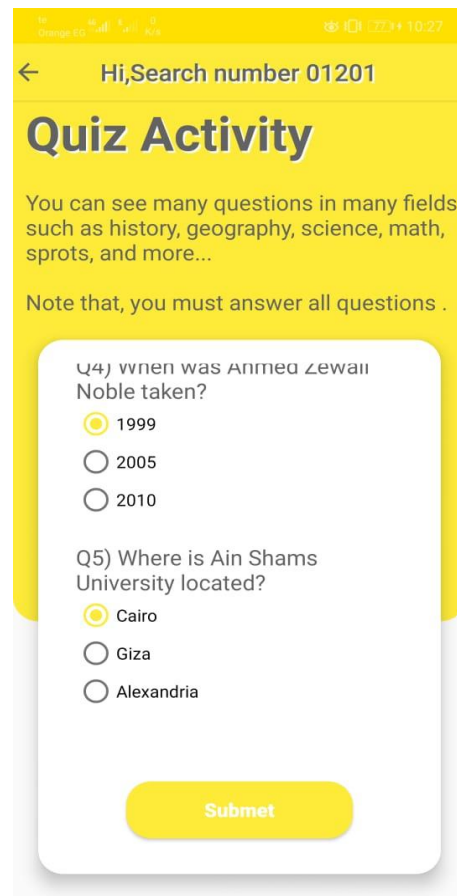 Orange EG N/A 77 10:27
Hi,Search number 01201
Quiz Activity
You can see many questions in many fields
such as history, geography, science, math,
sprots, and more...
Note that, you must answer all questions .
Q4) When was Ahmed Zewail
Noble taken?
1999
2005
2010
Q5) Where is Ain Shams
University located?
Cairo
Giza
Alexandria
Submet